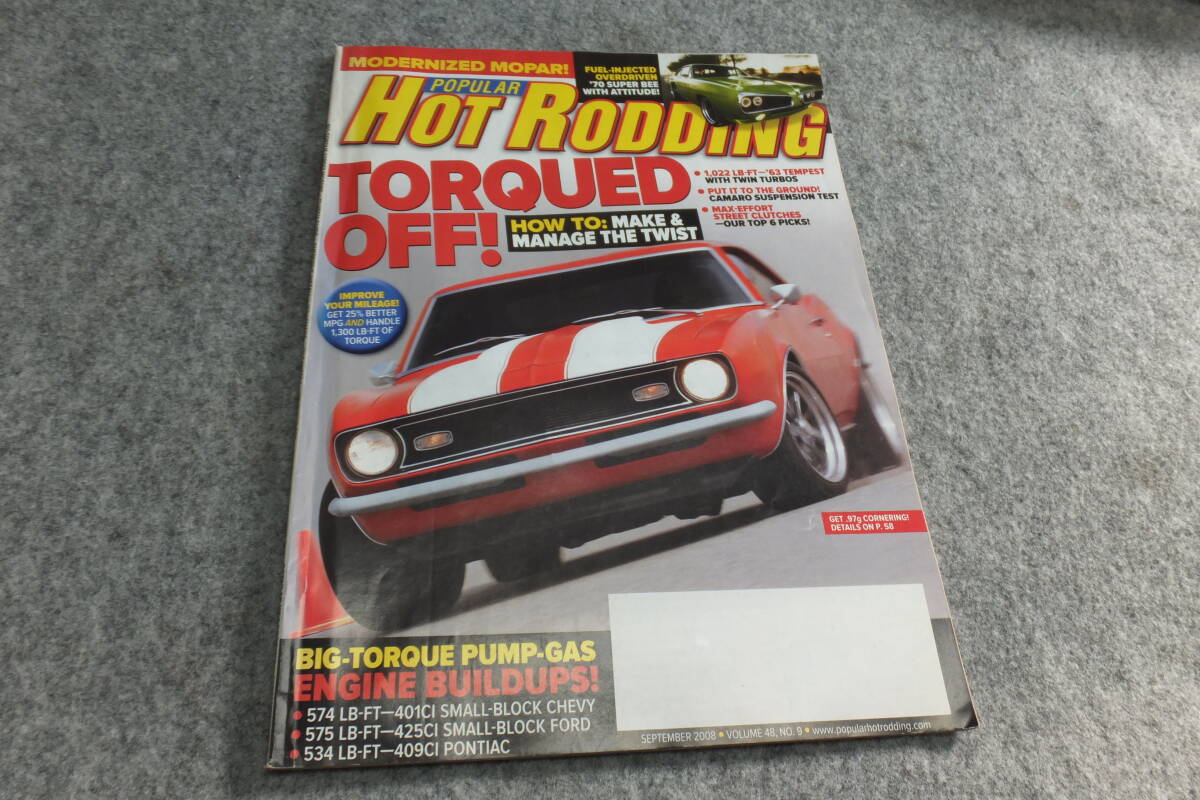 MODERNIZED MOPAR!
FUEL-INJECTED
OVERDRIVEN
'70 SUPER BEE
WITH ATTITUDE!
POPULAR
HOT RODDING
TORQUED
OFF!
HOW TO: MAKE &
MANAGE THE TWIST
• 1,022 LB-FT—'63 TEMPEST
WITH TWIN TURBOS
• PUT IT TO THE GROUND!
CAMARO SUSPENSION TEST
• MAX-EFFORT
STREET CLUTCHES
—OUR TOP 6 PICKS!
IMPROVE
YOUR MILEAGE!
GET 25% BETTER
MPG AND HANDLE
1,300 LB-FT OF
TORQUE
GET .97g CORNERING!
DETAILS ON P. 58
BIG-TORQUE PUMP-GAS
ENGINE BUILDUPS!
• 574 LB-FT—401CI SMALL-BLOCK CHEVY
• 575 LB-FT—425CI SMALL-BLOCK FORD
• 534 LB-FT—409CI PONTIAC
SEPTEMBER 2008 • VOLUME 48, NO. 9 • www.popularhotrodding.com